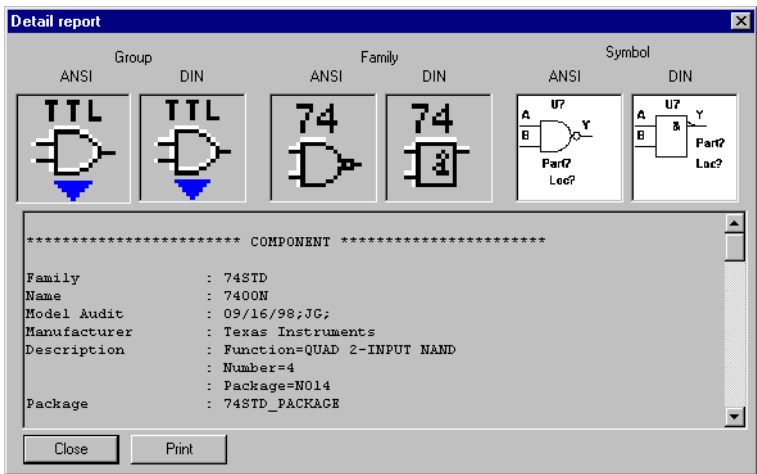 Detail report
Group Family Symbol
ANSI DIN ANSI DIN ANSI DIN
TTL TTL 74 74
U? U?
A Y A & Y
B B Part?
Part? Loc?
Loc?
************************ COMPONENT ***********************
Family : 74STD
Name : 7400N
Model Audit : 09/16/98;JG;
Manufacturer : Texas Instruments
Description : Function=QUAD 2-INPUT NAND
: Number=4
: Package=NO14
Package : 74STD_PACKAGE
Close Print